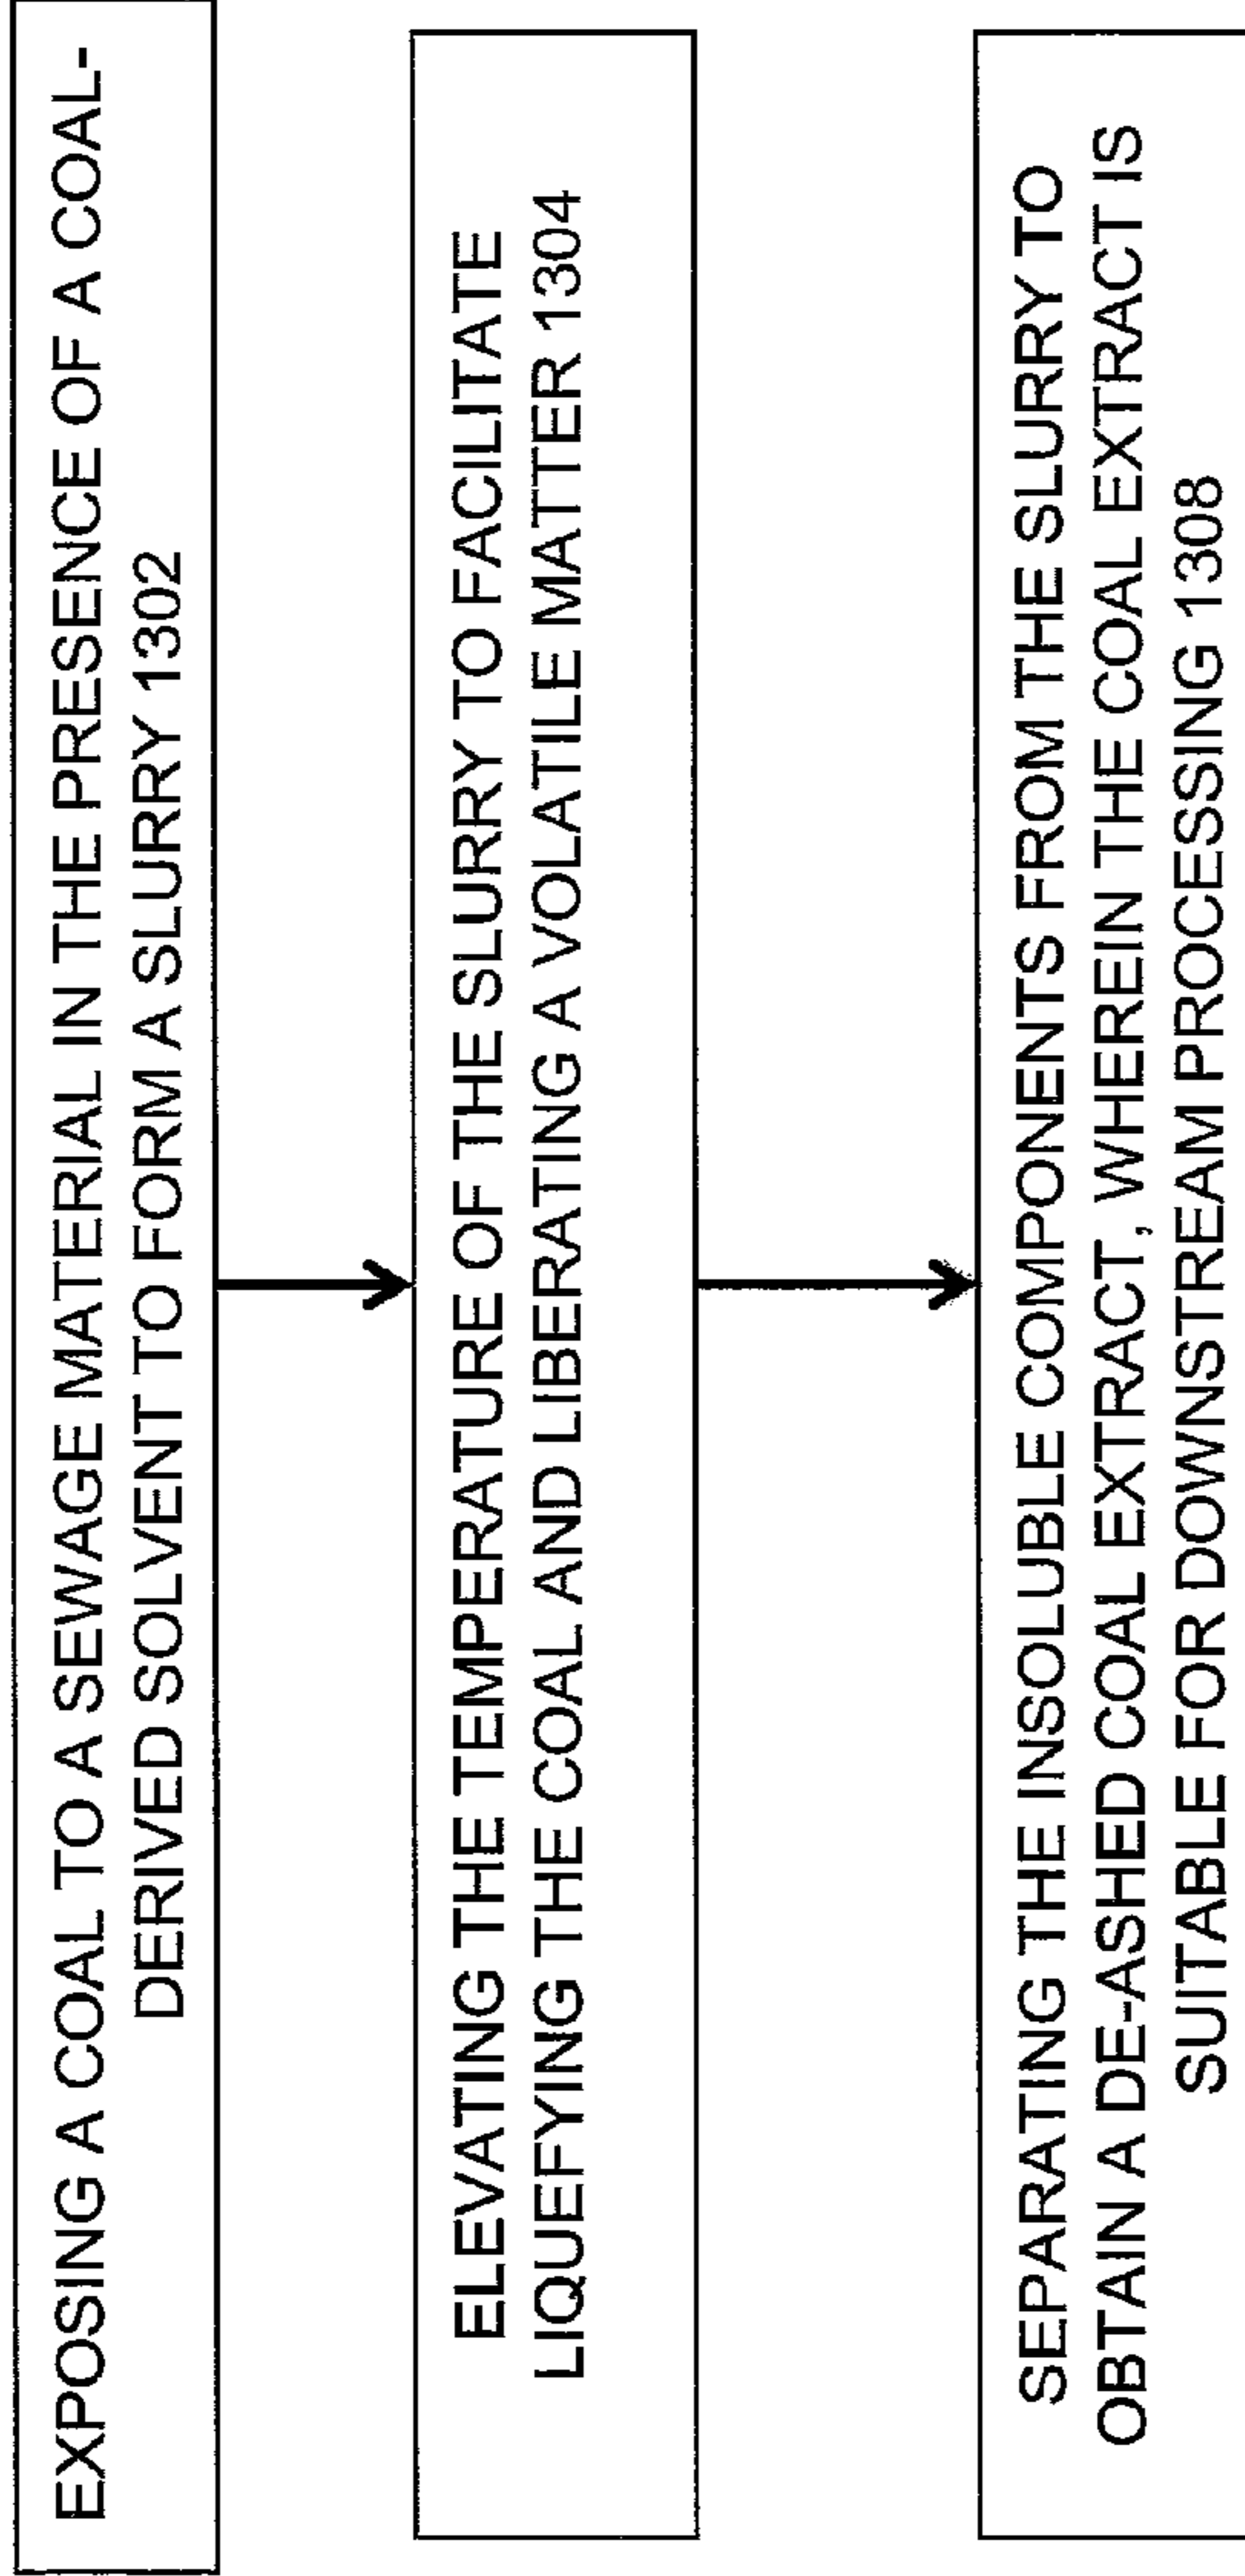 EXPOSING A COAL TO A SEWAGE MATERIAL IN THE PRESENCE OF A COAL-
DERIVED SOLVENT TO FORM A SLURRY 1302
ELEVATING THE TEMPERATURE OF THE SLURRY TO FACILITATE
LIQUEFYING THE COAL AND LIBERATING A VOLATILE MATTER 1304
SEPARATING THE INSOLUBLE COMPONENTS FROM THE SLURRY TO
OBTAIN A DE-ASHED COAL EXTRACT, WHEREIN THE COAL EXTRACT IS
SUITABLE FOR DOWNSTREAM PROCESSING 1308